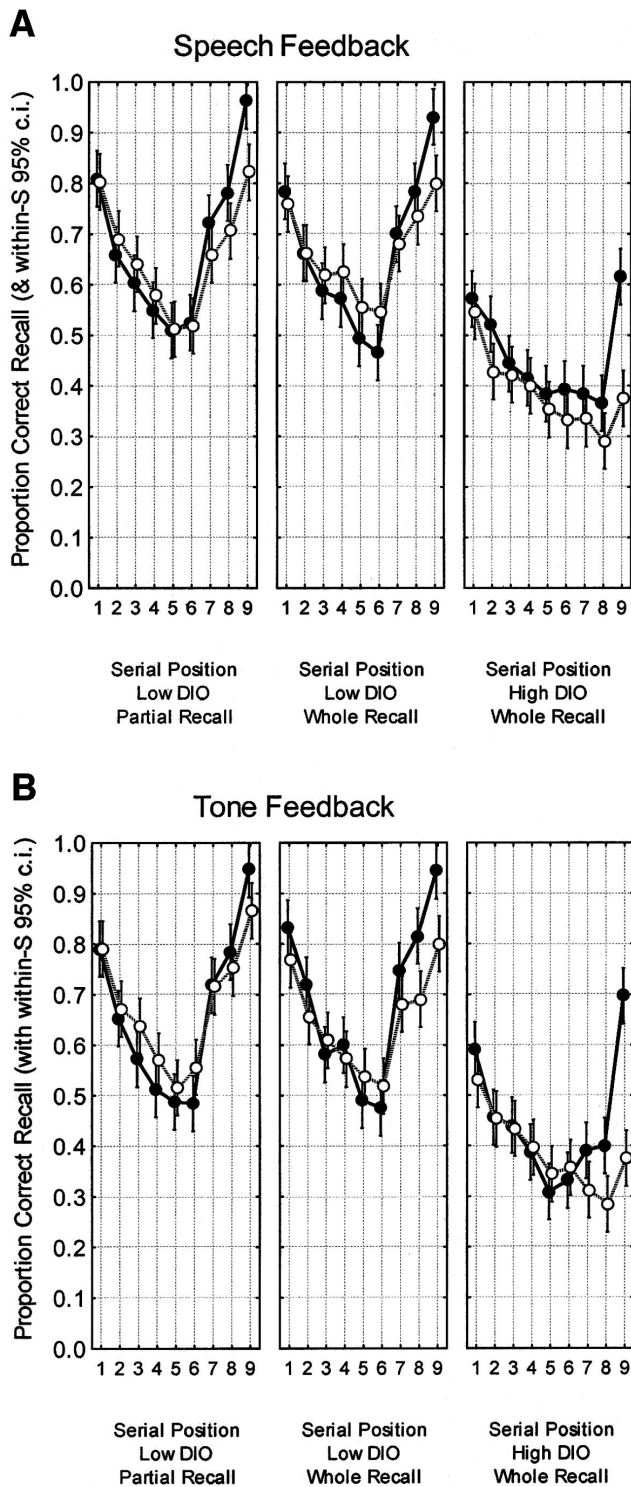 A
Speech Feedback
Proportion Correct Recall (& within-S 95% c.i.)
1.0
0.9
0.8
0.7
0.6
0.5
0.4
0.3
0.2
0.1
0.0
1 2 3 4 5 6 7 8 9
1 2 3 4 5 6 7 8 9
1 2 3 4 5 6 7 8 9
Serial Position
Low DIO
Partial Recall
Serial Position
Low DIO
Whole Recall
Serial Position
High DIO
Whole Recall
B
Tone Feedback
Proportion Correct Recall (with within-S 95% c.i.)
1.0
0.9
0.8
0.7
0.6
0.5
0.4
0.3
0.2
0.1
0.0
1 2 3 4 5 6 7 8 9
1 2 3 4 5 6 7 8 9
1 2 3 4 5 6 7 8 9
Serial Position
Low DIO
Partial Recall
Serial Position
Low DIO
Whole Recall
Serial Position
High DIO
Whole Recall